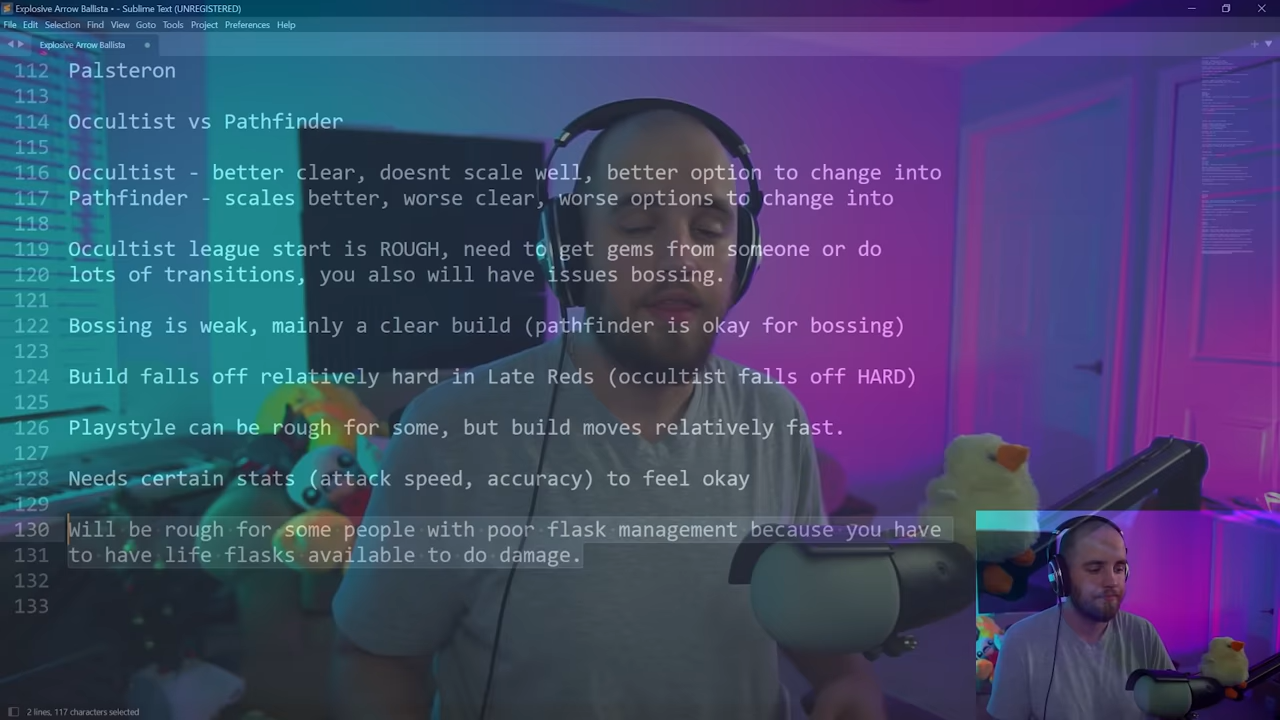 Explosive Arrow Ballista • - Sublime Text (UNREGISTERED)
File Edit Selection Find View Goto Tools Project Preferences Help
Explosive Arrow Ballista
112 Palsteron
113
114 Occultist vs Pathfinder
115
116 Occultist - better clear, doesnt scale well, better option to change into
117 Pathfinder - scales better, worse clear, worse options to change into
118
119 Occultist league start is ROUGH, need to get gems from someone or do
120 lots of transitions, you also will have issues bossing.
121
122 Bossing is weak, mainly a clear build (pathfinder is okay for bossing)
123
124 Build falls off relatively hard in Late Reds (occultist falls off HARD)
125
126 Playstyle can be rough for some, but build moves relatively fast.
127
128 Needs certain stats (attack speed, accuracy) to feel okay
129
130 Will be rough for some people with poor flask management because you have
131 to have life flasks available to do damage.
132
133
2 lines, 117 characters selected